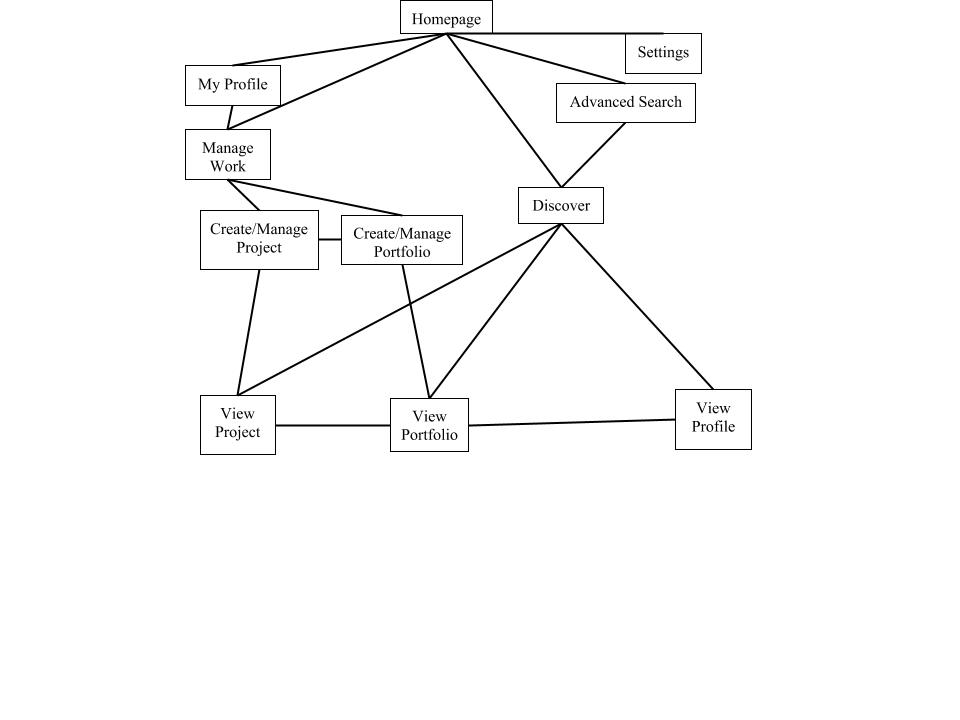 Homepage
Settings
My Profile
Advanced Search
Manage
Work
Discover
Create/Manage
Project
Create/Manage
Portfolio
View
Project
View
Portfolio
View
Profile